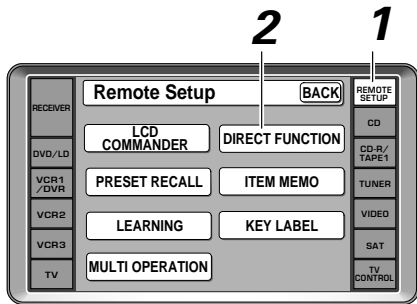 2 1
Remote Setup BACK
RECEIVER
DVD/LD
VCR1
/DVR
VCR2
VCR3
TV
LCD
COMMANDER
DIRECT FUNCTION
PRESET RECALL
ITEM MEMO
LEARNING
KEY LABEL
MULTI OPERATION
REMOTE
SETUP
CD
CD-R/
TAPE1
TUNER
VIDEO
SAT
TV
CONTROL